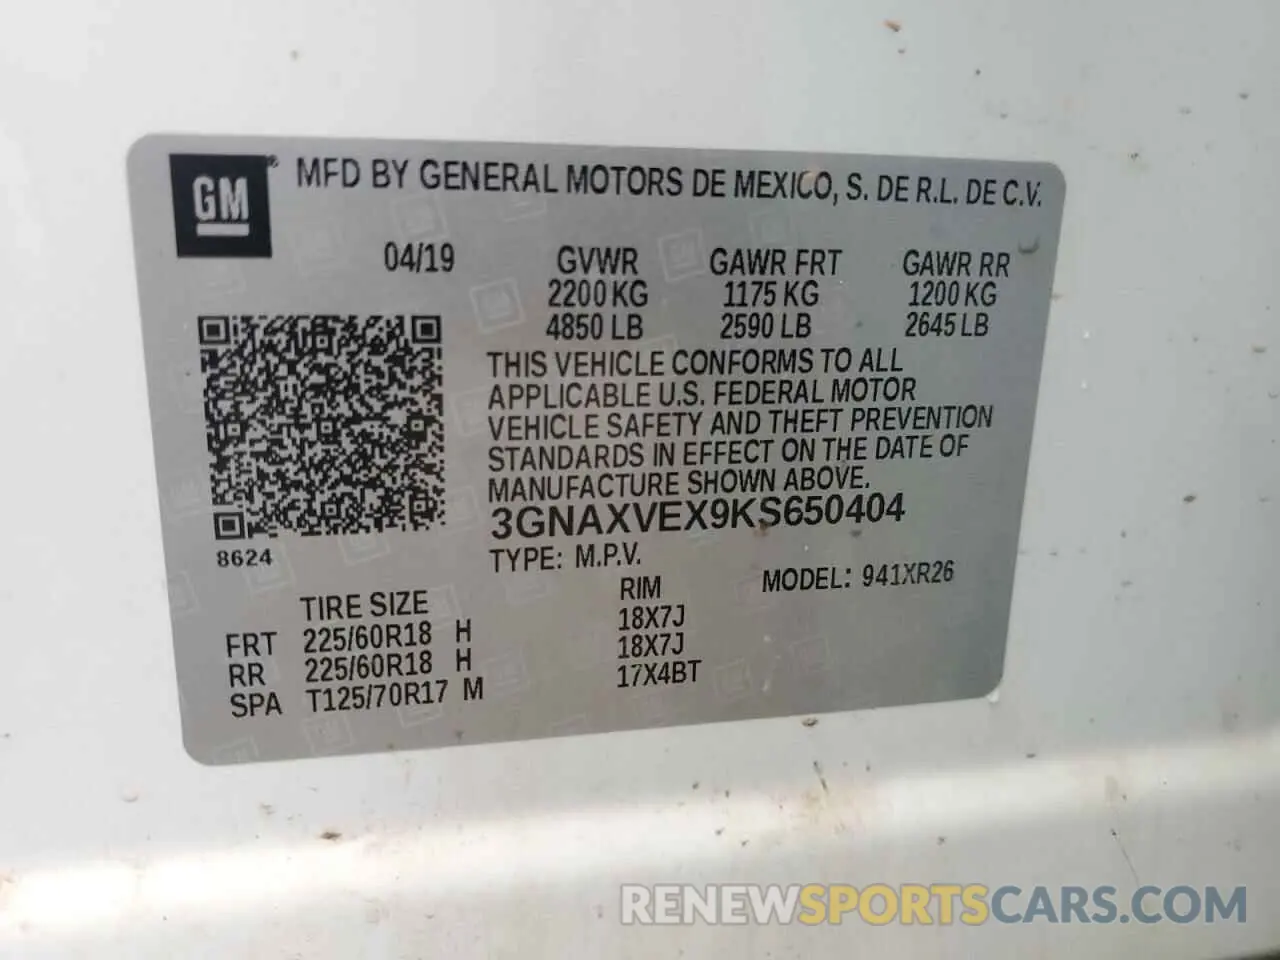 GM® MFD BY GENERAL MOTORS DE MEXICO, S. DE R.L. DE C.V.
04/19 GVWR GAWR FRT GAWR RR
2200 KG 1175 KG 1200 KG
4850 LB 2590 LB 2645 LB
THIS VEHICLE CONFORMS TO ALL
APPLICABLE U.S. FEDERAL MOTOR
VEHICLE SAFETY AND THEFT PREVENTION
STANDARDS IN EFFECT ON THE DATE OF
MANUFACTURE SHOWN ABOVE.
3GNAXVEX9KS650404
8624
TYPE: M.P.V. MODEL: 941XR26
TIRE SIZE RIM
FRT 225/60R18 H 18X7J
RR 225/60R18 H 18X7J
SPA T125/70R17 M 17X4BT
RENEWSPORTSCARS.COM